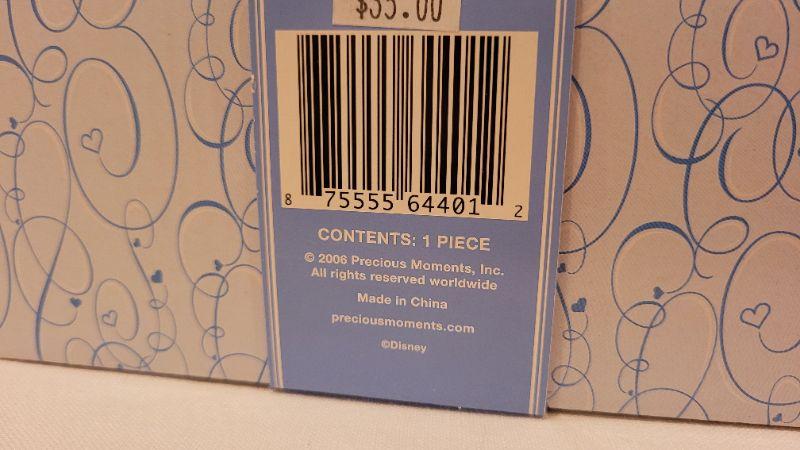 $35.00
8 75555 64401 2
CONTENTS: 1 PIECE
© 2006 Precious Moments, Inc.
All rights reserved worldwide
Made in China
preciousmoments.com
©Disney